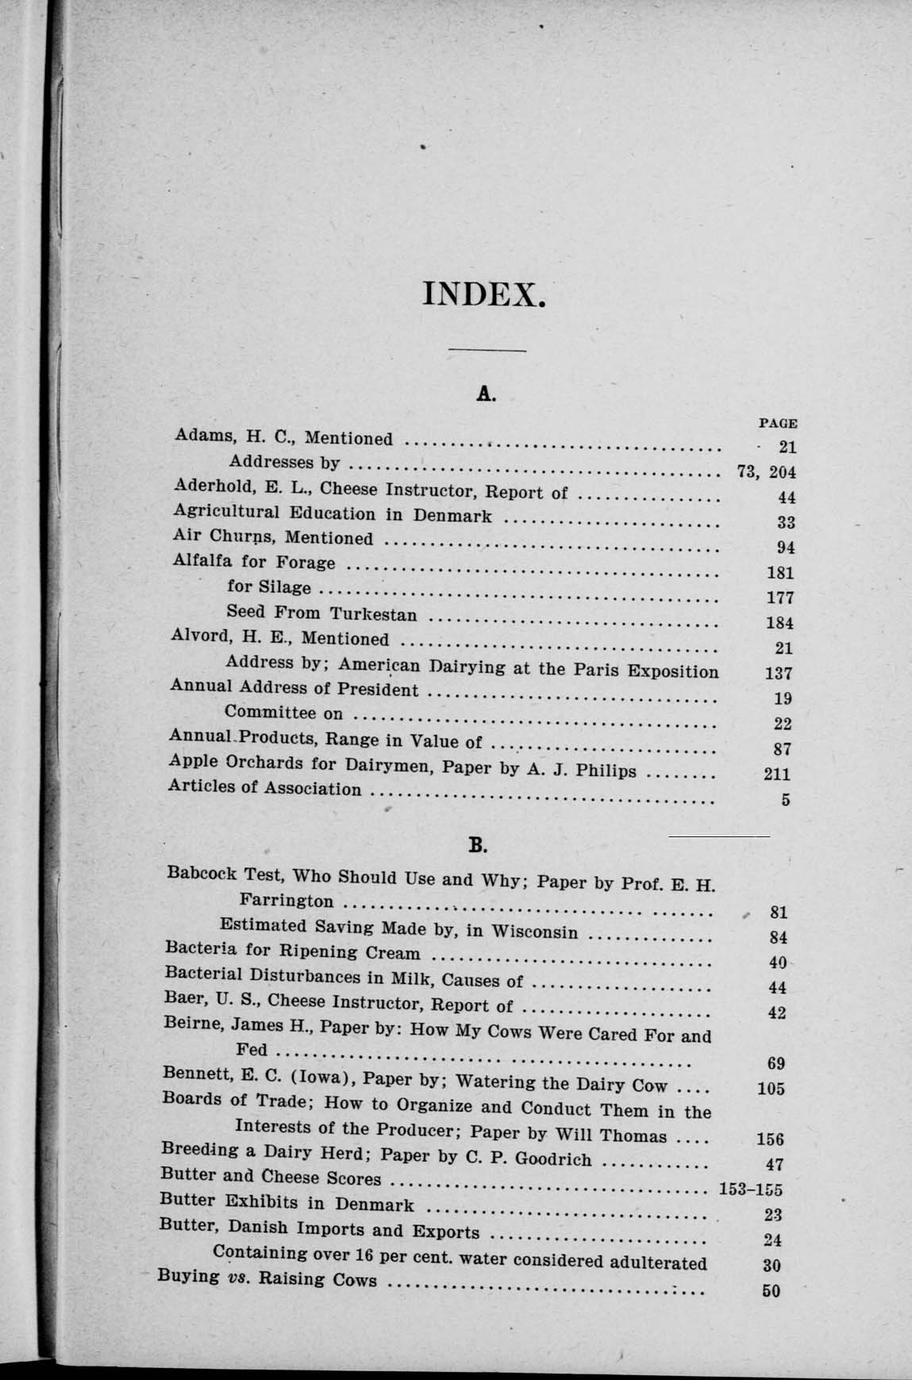 INDEX.
A.
PAGE
Adams, H. C., Mentioned ................................... 21
Addresses by ......................................... 73, 204
Aderhold, E. L., Cheese Instructor, Report of ................ 44
Agricultural Education in Denmark ........................ 33
Air Churns, Mentioned ..................................... 94
Alfalfa for Forage ......................................... 181
for Silage ............................................ 177
Seed From Turkestan ................................ 184
Alvord, H. E., Mentioned ................................... 21
Address by; American Dairying at the Paris Exposition 137
Annual Address of President ................................ 19
Committee on ........................................ 22
Annual Products, Range in Value of ......................... 87
Apple Orchards for Dairymen, Paper by A. J. Philips ........ 211
Articles of Association ...................................... 5
B.
Babcock Test, Who Should Use and Why; Paper by Prof. E. H.
Farrington ......................................... 81
Estimated Saving Made by, in Wisconsin .............. 84
Bacteria for Ripening Cream ............................... 40
Bacterial Disturbances in Milk, Causes of .................... 44
Baer, U. S., Cheese Instructor, Report of ..................... 42
Beirne, James H., Paper by: How My Cows Were Cared For and
Fed ............................................. 69
Bennett, E. C. (Iowa), Paper by; Watering the Dairy Cow .... 105
Boards of Trade; How to Organize and Conduct Them in the
Interests of the Producer; Paper by Will Thomas .... 156
Breeding a Dairy Herd; Paper by C. P. Goodrich ............ 47
Butter and Cheese Scores ................................... 153-155
Butter Exhibits in Denmark ............................... 23
Butter, Danish Imports and Exports ........................ 24
Containing over 16 per cent. water considered adulterated 30
Buying vs. Raising Cows ................................... 50